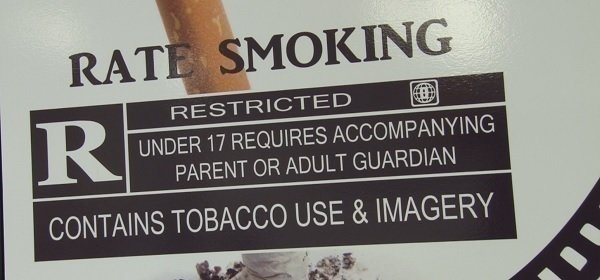 RATE SMOKING
R
RESTRICTED
UNDER 17 REQUIRES ACCOMPANYING
PARENT OR ADULT GUARDIAN
CONTAINS TOBACCO USE & IMAGERY